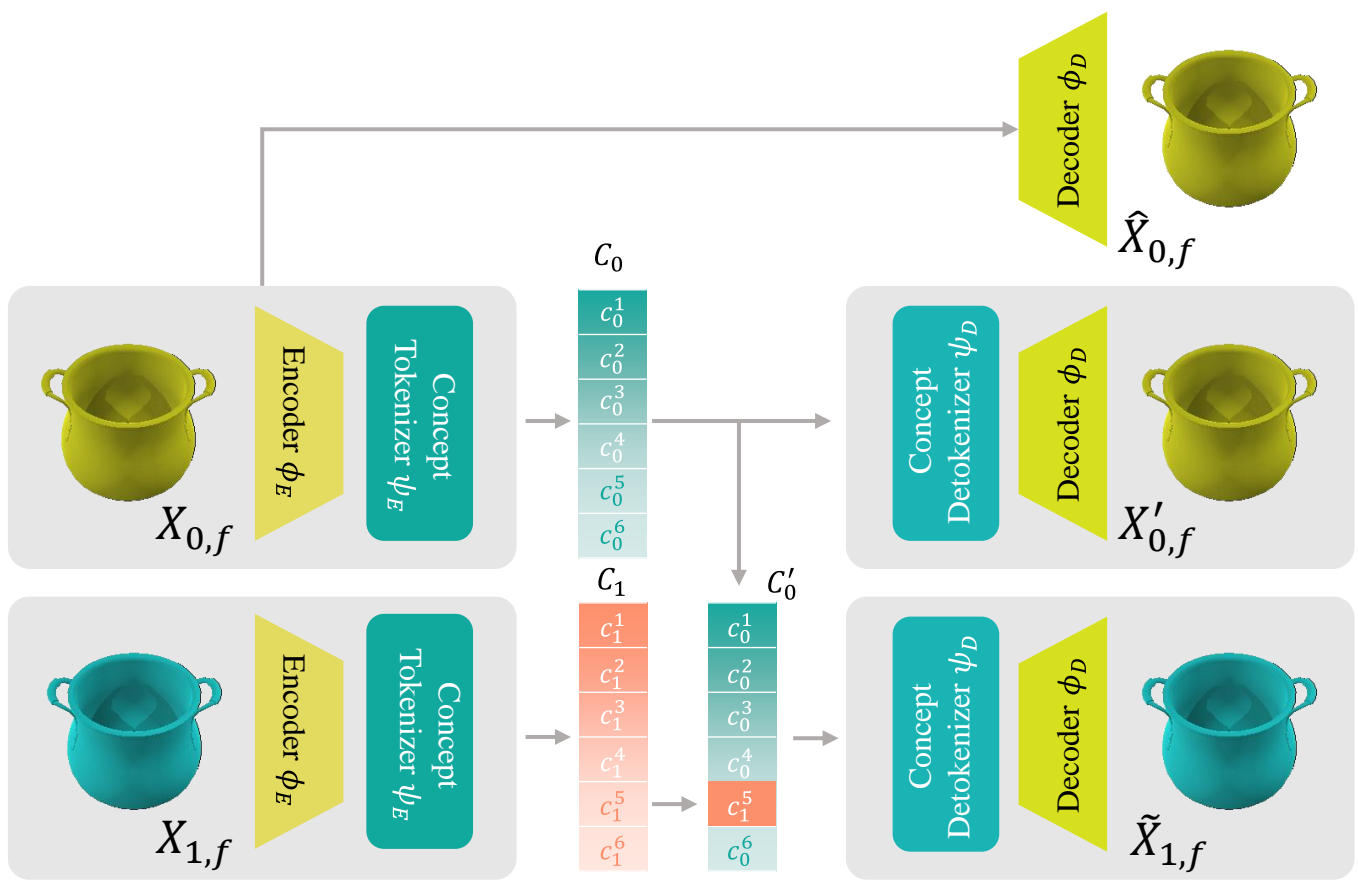 Decoder ϕ_D
X̂_{0,f}
C_0
Encoder ϕ_E
Concept
Tokenizer ψ_E
X_{0,f}
c_0^1
c_0^2
c_0^3
c_0^4
c_0^5
c_0^6
Concept
Detokenizer ψ_D
Decoder ϕ_D
X′_{0,f}
C_1
C′_0
Encoder ϕ_E
Concept
Tokenizer ψ_E
X_{1,f}
c_1^1
c_1^2
c_1^3
c_1^4
c_1^5
c_1^6
c_0^1
c_0^2
c_0^3
c_0^4
c_1^5
c_0^6
Concept
Detokenizer ψ_D
Decoder ϕ_D
X̃_{1,f}